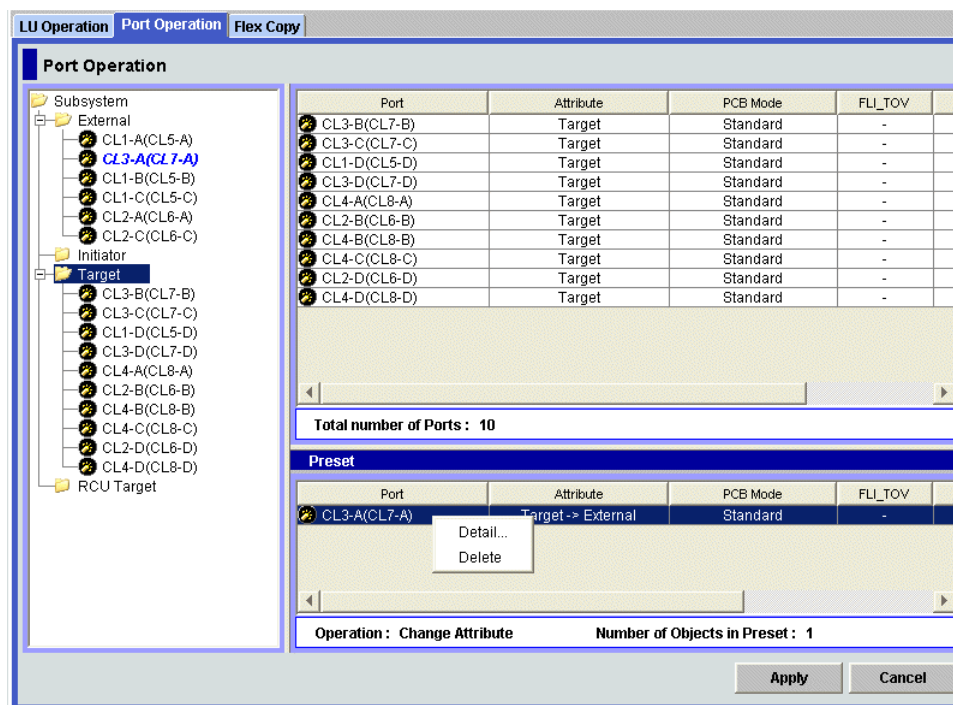 LU Operation Port Operation Flex Copy
Port Operation
Subsystem
External
CL1-A(CL5-A)
CL3-A(CL7-A)
CL1-B(CL5-B)
CL1-C(CL5-C)
CL2-A(CL6-A)
CL2-C(CL6-C)
Initiator
Target
CL3-B(CL7-B)
CL3-C(CL7-C)
CL1-D(CL5-D)
CL3-D(CL7-D)
CL4-A(CL8-A)
CL2-B(CL6-B)
CL4-B(CL8-B)
CL4-C(CL8-C)
CL2-D(CL6-D)
CL4-D(CL8-D)
RCU Target
Port Attribute PCB Mode FLI_TOV
CL3-B(CL7-B) Target Standard -
CL3-C(CL7-C) Target Standard -
CL1-D(CL5-D) Target Standard -
CL3-D(CL7-D) Target Standard -
CL4-A(CL8-A) Target Standard -
CL2-B(CL6-B) Target Standard -
CL4-B(CL8-B) Target Standard -
CL4-C(CL8-C) Target Standard -
CL2-D(CL6-D) Target Standard -
CL4-D(CL8-D) Target Standard -
Total number of Ports : 10
Preset
Port Attribute PCB Mode FLI_TOV
CL3-A(CL7-A) Target -> External Standard -
Detail...
Delete
Operation : Change Attribute Number of Objects in Preset : 1
Apply Cancel